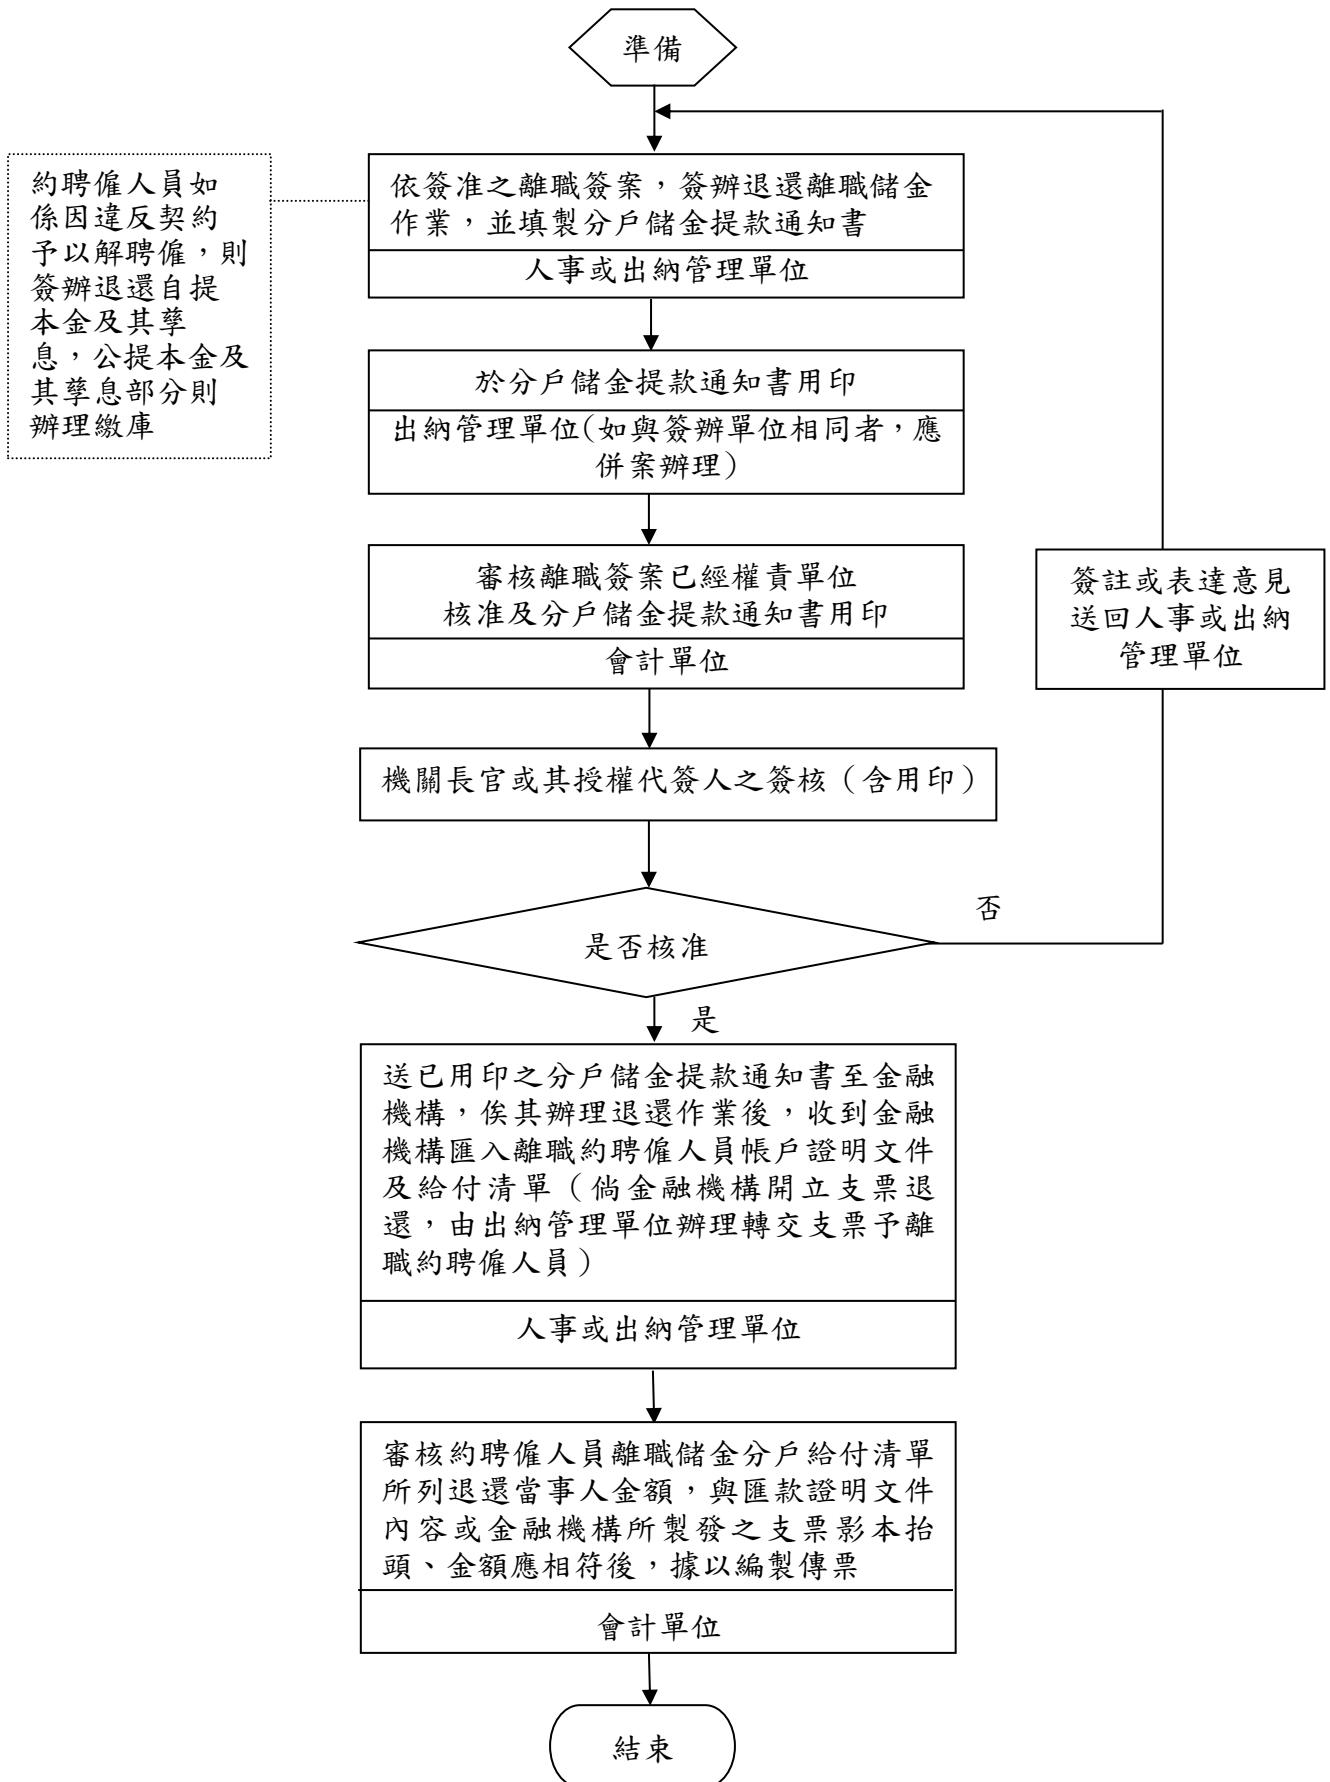 準備
約聘僱人員如
係因違反契約
予以解聘僱，則
簽辦退還自提
本金及其孳
息，公提本金及
其孳息部分則
辦理繳庫
依簽准之離職簽案，簽辦退還離職儲金
作業，並填製分戶儲金提款通知書
人事或出納管理單位
於分戶儲金提款通知書用印
出納管理單位(如與簽辦單位相同者，應
併案辦理)
審核離職簽案已經權責單位
核准及分戶儲金提款通知書用印
會計單位
簽註或表達意見
送回人事或出納
管理單位
機關長官或其授權代簽人之簽核（含用印）
是否核准
否
是
送已用印之分戶儲金提款通知書至金融
機構，俟其辦理退還作業後，收到金融
機構匯入離職約聘僱人員帳戶證明文件
及給付清單（倘金融機構開立支票退
還，由出納管理單位辦理轉交支票予離
職約聘僱人員）
人事或出納管理單位
審核約聘僱人員離職儲金分戶給付清單
所列退還當事人金額，與匯款證明文件
內容或金融機構所製發之支票影本抬
頭、金額應相符後，據以編製傳票
會計單位
結束